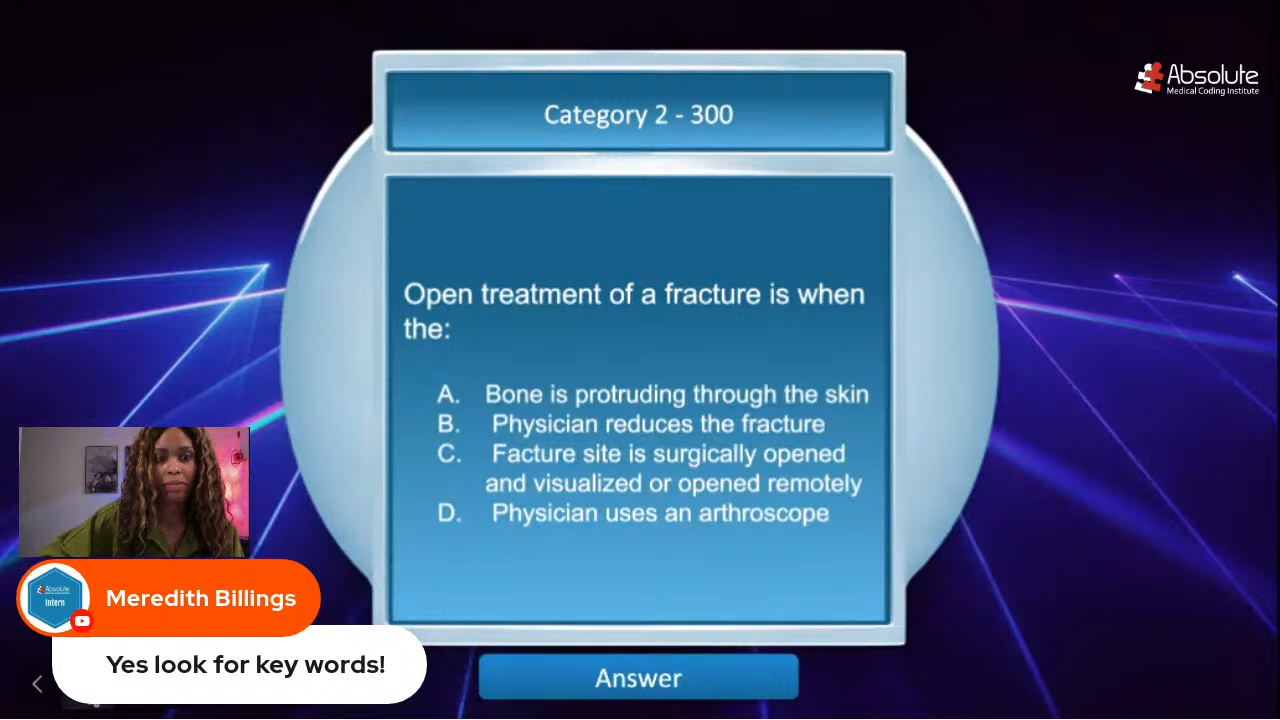 Absolute
Medical Coding Institute
Category 2 - 300
Open treatment of a fracture is when
the:
A. Bone is protruding through the skin
B. Physician reduces the fracture
C. Facture site is surgically opened
and visualized or opened remotely
D. Physician uses an arthroscope
Absolute
Intern
Meredith Billings
Yes look for key words!
Answer